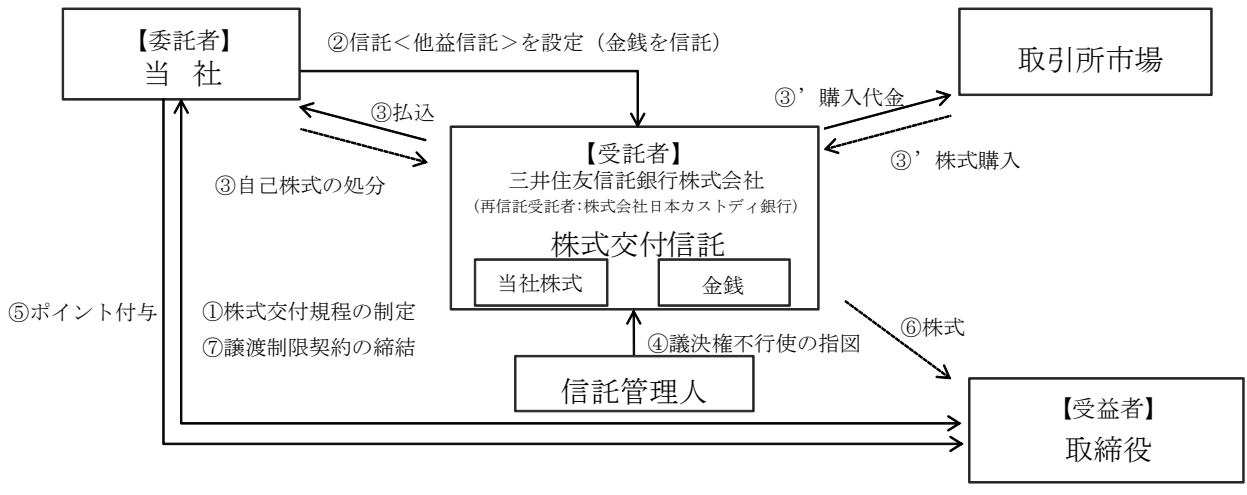 【委託者】
当 社
②信託<他益信託>を設定（金銭を信託）
取引所市場
③払込
③自己株式の処分
③’購入代金
③’株式購入
【受託者】
三井住友信託銀行株式会社
(再信託受託者:株式会社日本カストディ銀行)
株式交付信託
当社株式
金銭
⑤ポイント付与
①株式交付規程の制定
⑦譲渡制限契約の締結
④議決権不行使の指図
⑥株式
信託管理人
【受益者】
取締役